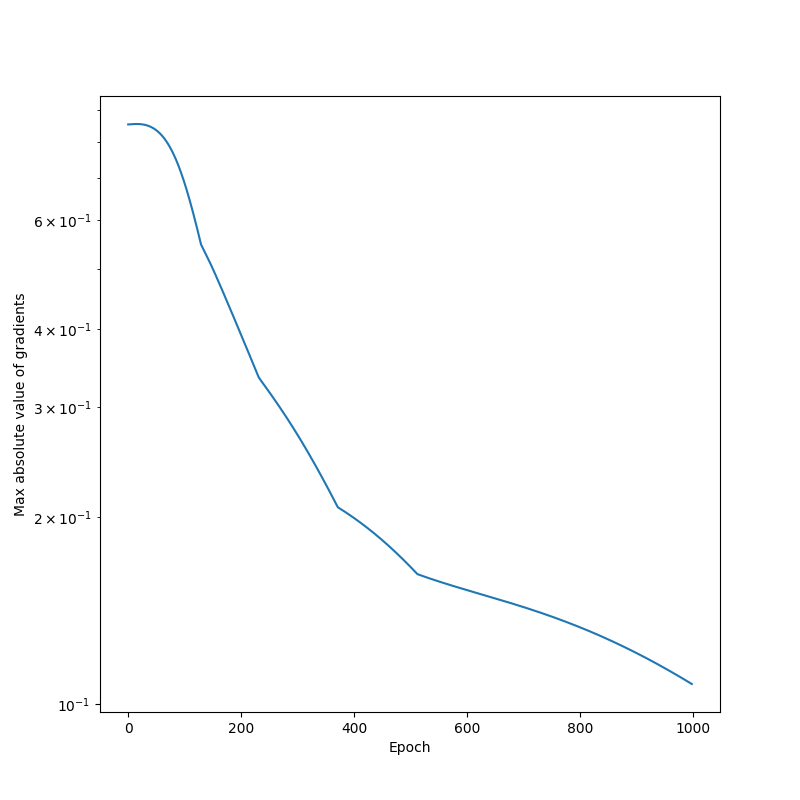 Max absolute value of gradients
6 × 10⁻¹
4 × 10⁻¹
3 × 10⁻¹
2 × 10⁻¹
10⁻¹
0 200 400 600 800 1000
Epoch